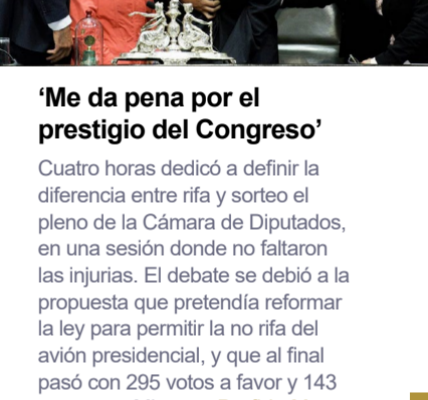 ‘Me da pena por el
prestigio del Congreso’
Cuatro horas dedicó a definir la
diferencia entre rifa y sorteo el
pleno de la Cámara de Diputados,
en una sesión donde no faltaron
las injurias. El debate se debió a la
propuesta que pretendía reformar
la ley para permitir la no rifa del
avión presidencial, y que al final
pasó con 295 votos a favor y 143